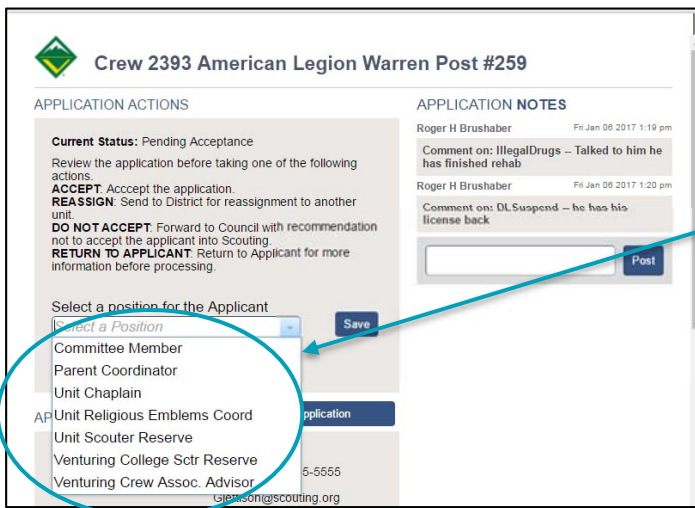 Crew 2393 American Legion Warren Post #259
APPLICATION ACTIONS
Current Status: Pending Acceptance
Review the application before taking one of the following
actions.
ACCEPT: Acccept the application.
REASSIGN: Send to District for reassignment to another
unit.
DO NOT ACCEPT: Forward to Council with recommendation
not to accept the applicant into Scouting.
RETURN TO APPLICANT: Return to Applicant for more
information before processing.
Select a position for the Applicant
Select a Position
Save
Committee Member
Parent Coordinator
Unit Chaplain
Unit Religious Emblems Coord
Unit Scouter Reserve
Venturing College Sctr Reserve
Venturing Crew Assoc. Advisor
AP
pplication
5-5555
Glettison@scouting.org
APPLICATION NOTES
Roger H Brushaber Fri Jan 06 2017 1:19 pm
Comment on: IllegalDrugs -- Talked to him he
has finished rehab
Roger H Brushaber Fri Jan 06 2017 1:20 pm
Comment on: DLSuspend -- he has his
license back
Post